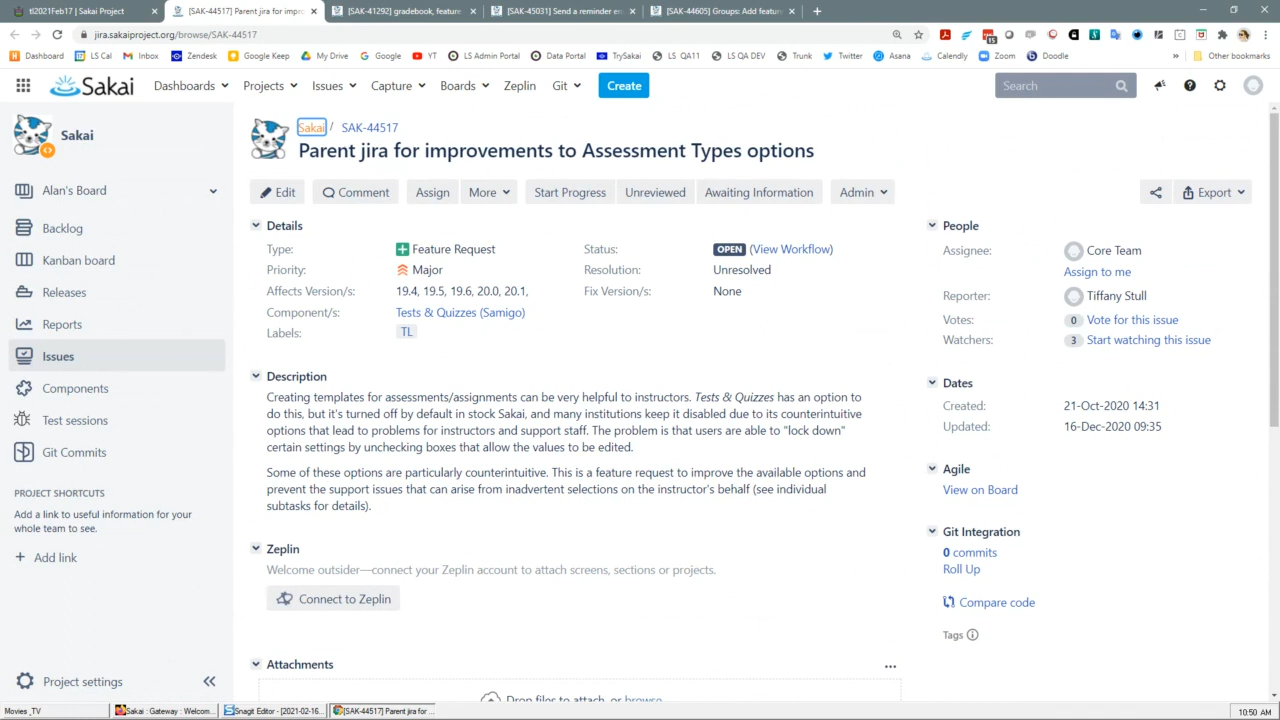 tl2021Feb17 | Sakai Project
[SAK-44517] Parent jira for impro
[SAK-41292] gradebook, feature
[SAK-45031] Send a reminder em
[SAK-44605] Groups: Add featur
jira.sakaiproject.org/browse/SAK-44517
Dashboard
LS Cal
Inbox
Zendesk
Google Keep
My Drive
Google
YT
LS Admin Portal
Data Portal
TrySakai
LS QA11
LS QA DEV
Trunk
Twitter
Asana
Calendly
Zoom
Doodle
»
Other bookmarks
Sakai
Dashboards
Projects
Issues
Capture
Boards
Zeplin
Git
Create
Search
Sakai
Alan's Board
Backlog
Kanban board
Releases
Reports
Issues
Components
Test sessions
Git Commits
PROJECT SHORTCUTS
Add a link to useful information for your
whole team to see.
+ Add link
Project settings
Sakai / SAK-44517
Parent jira for improvements to Assessment Types options
Edit
Comment
Assign
More
Start Progress
Unreviewed
Awaiting Information
Admin
Export
Details
Type: Feature Request
Status: OPEN (View Workflow)
Priority: Major
Resolution: Unresolved
Affects Version/s: 19.4, 19.5, 19.6, 20.0, 20.1,
Fix Version/s: None
Component/s: Tests & Quizzes (Samigo)
Labels: TL
Description
Creating templates for assessments/assignments can be very helpful to instructors. Tests & Quizzes has an option to
do this, but it's turned off by default in stock Sakai, and many institutions keep it disabled due to its counterintuitive
options that lead to problems for instructors and support staff. The problem is that users are able to "lock down"
certain settings by unchecking boxes that allow the values to be edited.
Some of these options are particularly counterintuitive. This is a feature request to improve the available options and
prevent the support issues that can arise from inadvertent selections on the instructor's behalf (see individual
subtasks for details).
Zeplin
Welcome outsider—connect your Zeplin account to attach screens, sections or projects.
Connect to Zeplin
Attachments
Drop files to attach, or browse.
People
Assignee: Core Team
Assign to me
Reporter: Tiffany Stull
Votes: 0 Vote for this issue
Watchers: 3 Start watching this issue
Dates
Created: 21-Oct-2020 14:31
Updated: 16-Dec-2020 09:35
Agile
View on Board
Git Integration
0 commits
Roll Up
Compare code
Tags
Movies _TV
Sakai : Gateway : Welcom...
Snagit Editor - [2021-02-16...
[SAK-44517] Parent jira for ...
10:50 AM